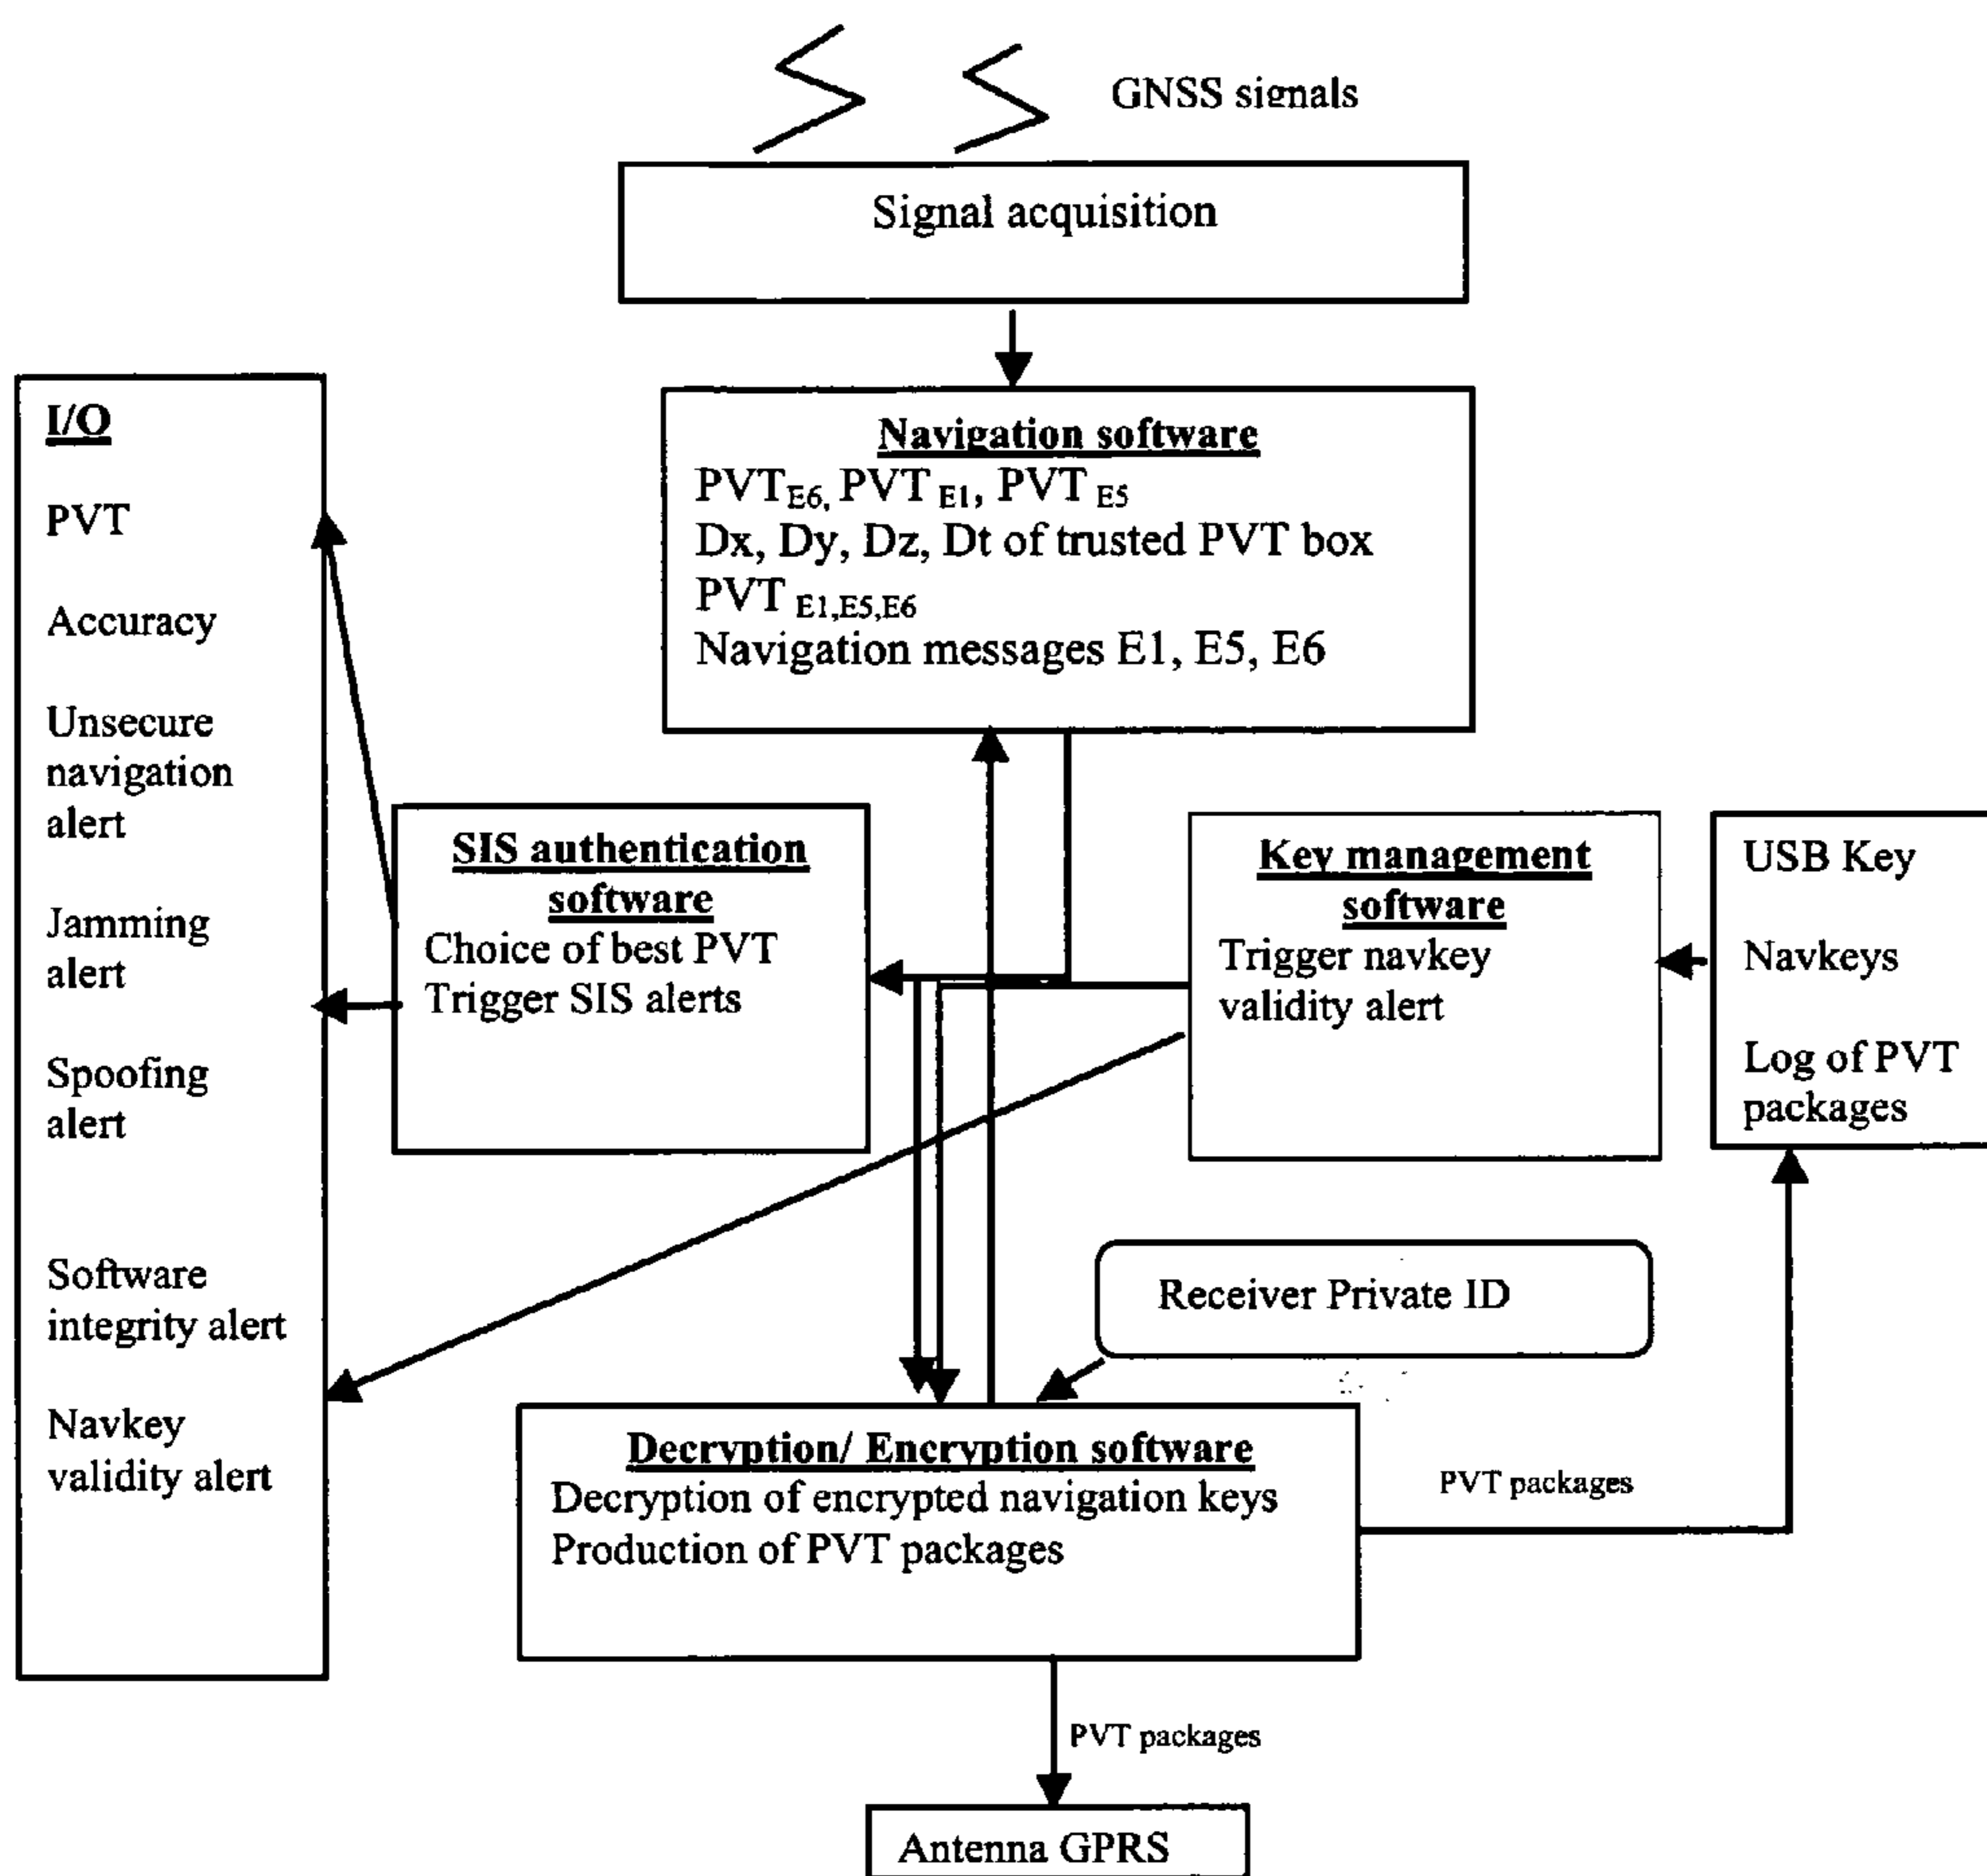 GNSS signals
Signal acquisition
I/O
PVT
Accuracy
Unsecure
navigation
alert
Jamming
alert
Spoofing
alert
Software
integrity alert
Navkey
validity alert
Navigation software
PVT E6, PVT E1, PVT E5
Dx, Dy, Dz, Dt of trusted PVT box
PVT E1,E5,E6
Navigation messages E1, E5, E6
SIS authentication
software
Choice of best PVT
Trigger SIS alerts
Key management
software
Trigger navkey
validity alert
USB Key
Navkeys
Log of PVT
packages
Receiver Private ID
Decryption/ Encryption software
Decryption of encrypted navigation keys
Production of PVT packages
PVT packages
PVT packages
Antenna GPRS